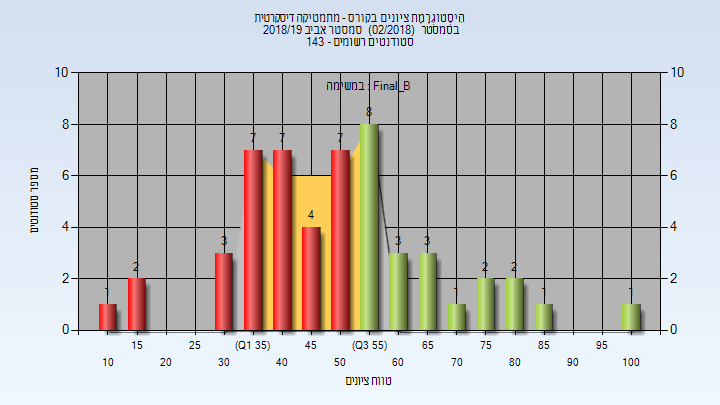 הִיסְטוֹגְרָמַת ציונים בקורס - מתמטיקה דיסקרטית
בסמסטר (02/2018) סמסטר אביב 2018/19
סטודנטים רשומים - 143
במשימה : Final_B
מספר סטודנטים
10 10
8 8
6 6
4 4
2 2
0 0
1 2 3 7 7 4 7 8 3 3 1 2 2 1 1
15 25 (Q1 35) 45 (Q3 55) 65 75 85 95
10 20 30 40 50 60 70 80 90 100
טווח ציונים